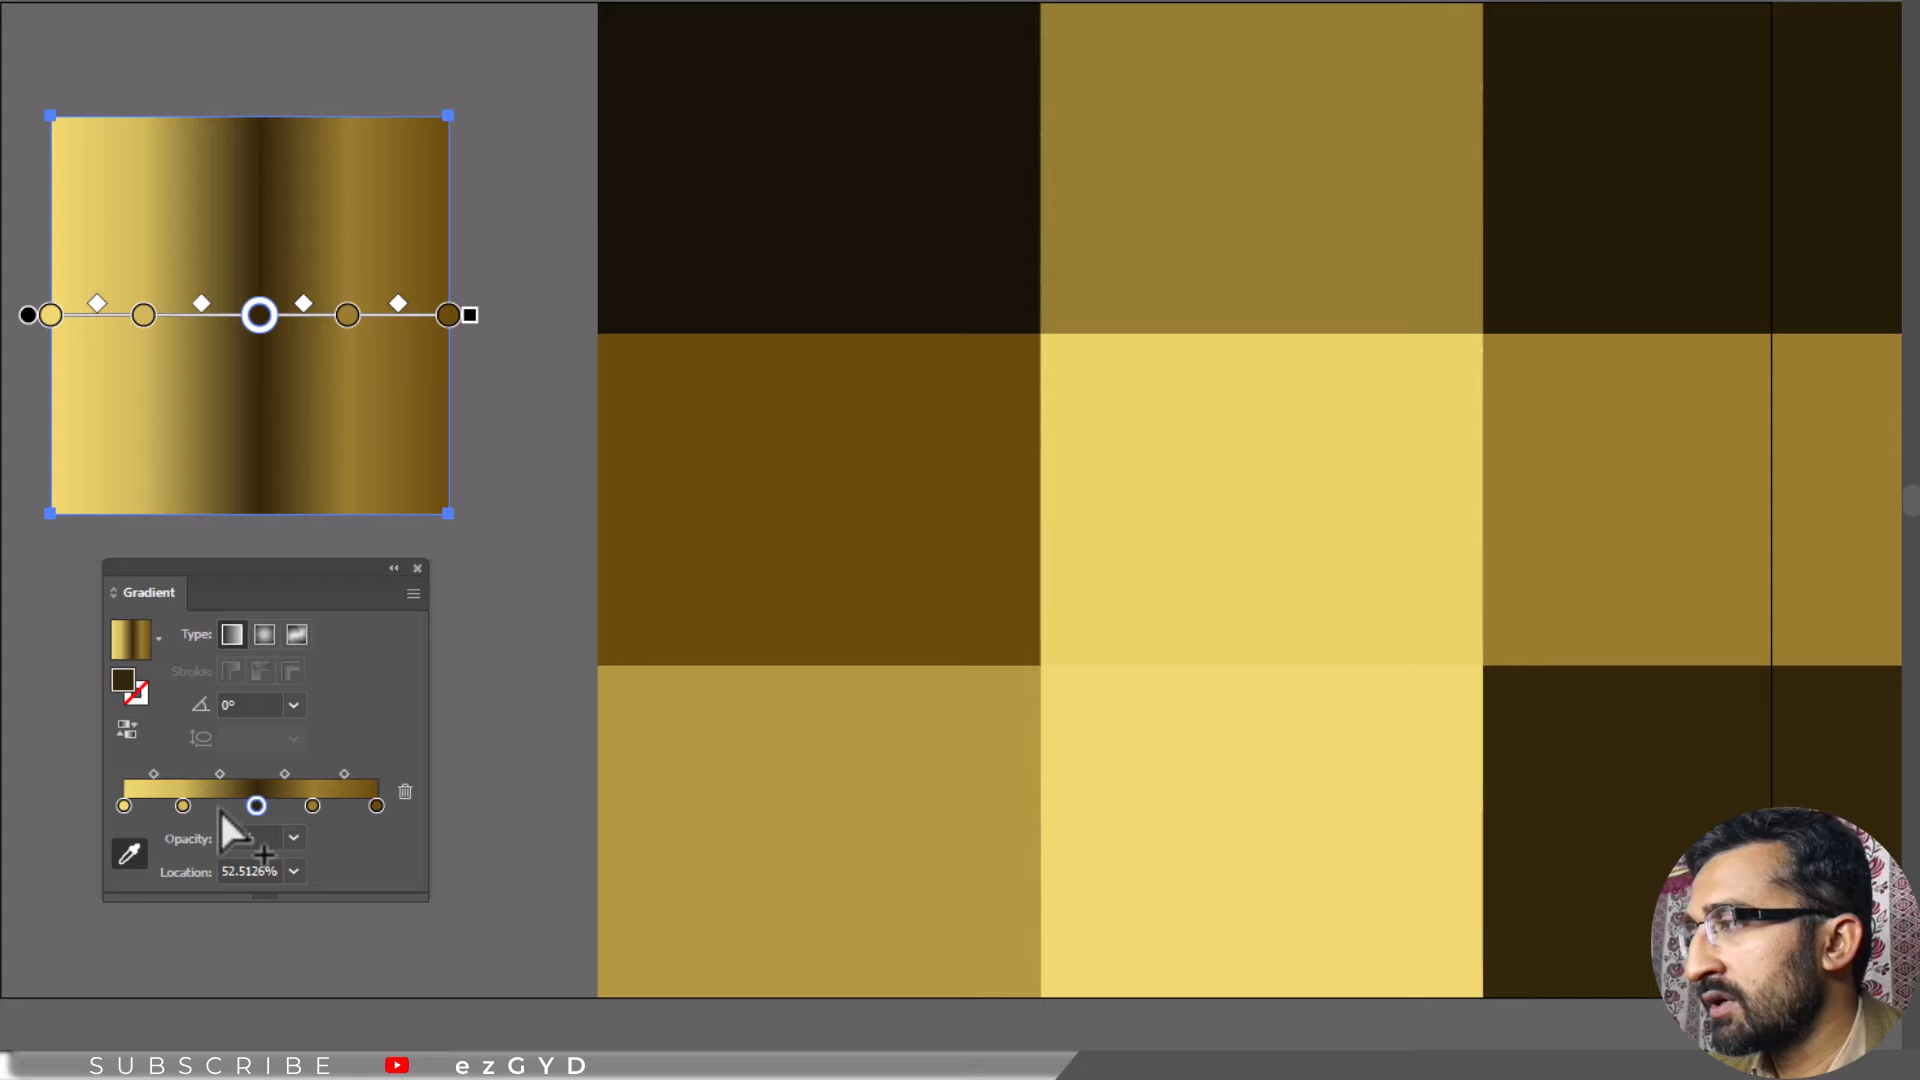 Gradient
Type:
Stroke:
0°
Opacity:
Location: 52.5126%
SUBSCRIBE ezGYD